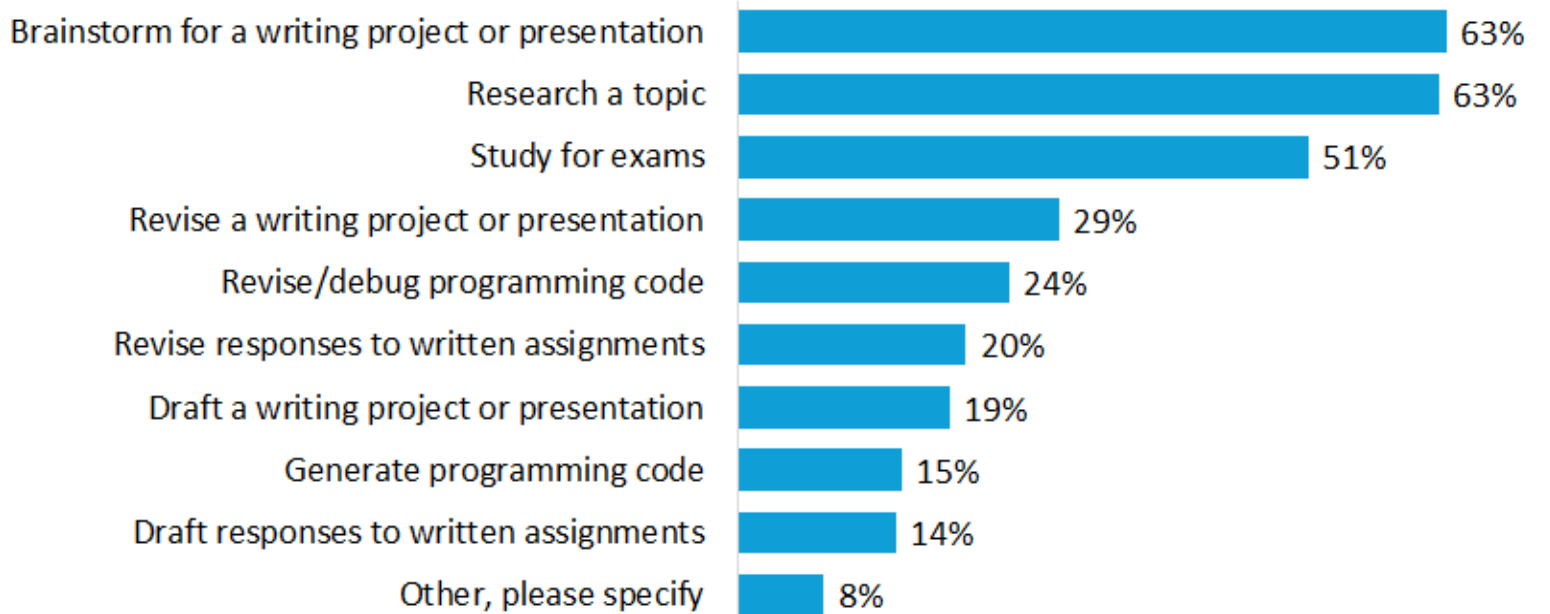 Brainstorm for a writing project or presentation 63%
Research a topic 63%
Study for exams 51%
Revise a writing project or presentation 29%
Revise/debug programming code 24%
Revise responses to written assignments 20%
Draft a writing project or presentation 19%
Generate programming code 15%
Draft responses to written assignments 14%
Other, please specify 8%